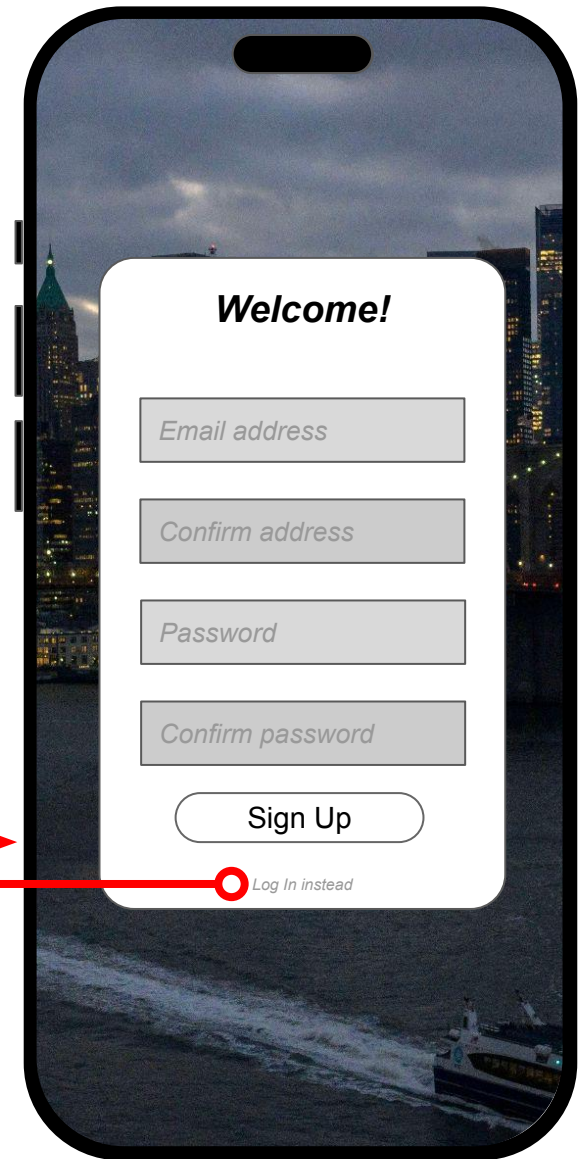 Welcome!
Email address
Confirm address
Password
Confirm password
Sign Up
Log In instead